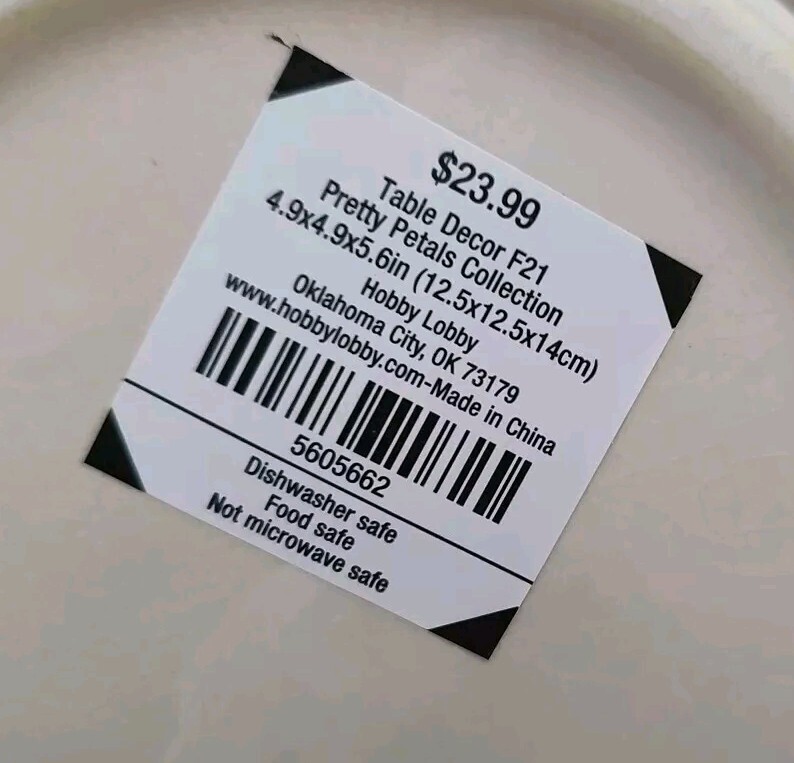 $23.99
Table Decor F21
Pretty Petals Collection
4.9x4.9x5.6in (12.5x12.5x14cm)
Hobby Lobby
Oklahoma City, OK 73179
www.hobbylobby.com-Made in China
5605662
Dishwasher safe
Food safe
Not microwave safe